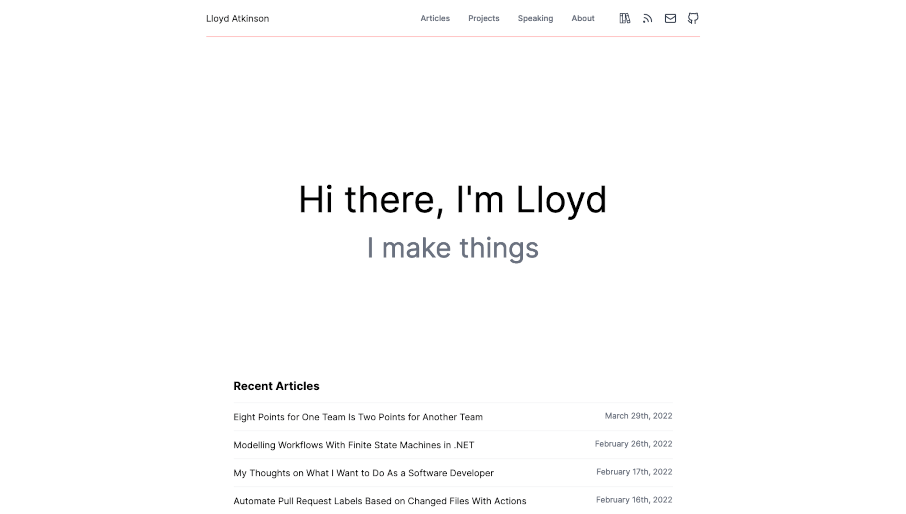 Lloyd Atkinson Articles Projects Speaking About
Hi there, I'm Lloyd
I make things
Recent Articles
Eight Points for One Team Is Two Points for Another Team March 29th, 2022
Modelling Workflows With Finite State Machines in .NET February 26th, 2022
My Thoughts on What I Want to Do As a Software Developer February 17th, 2022
Automate Pull Request Labels Based on Changed Files With Actions February 16th, 2022